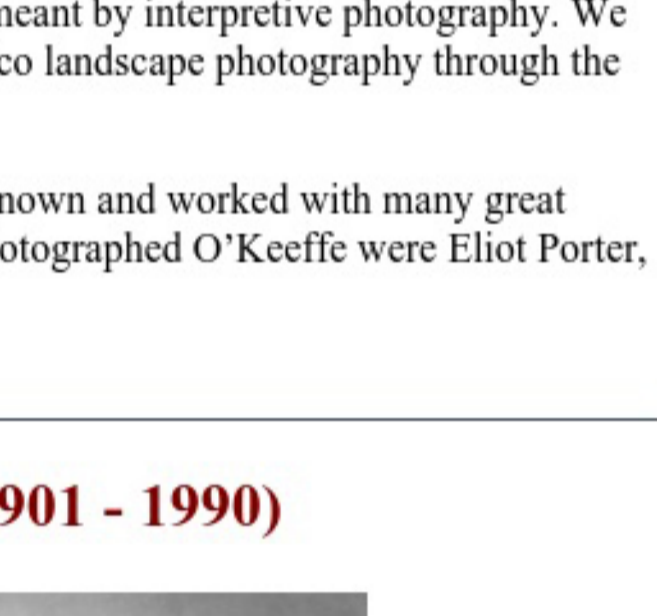 meant by interpretive photography. We
co landscape photography through the
nown and worked with many great
otographed O’Keeffe were Eliot Porter,
901 - 1990)